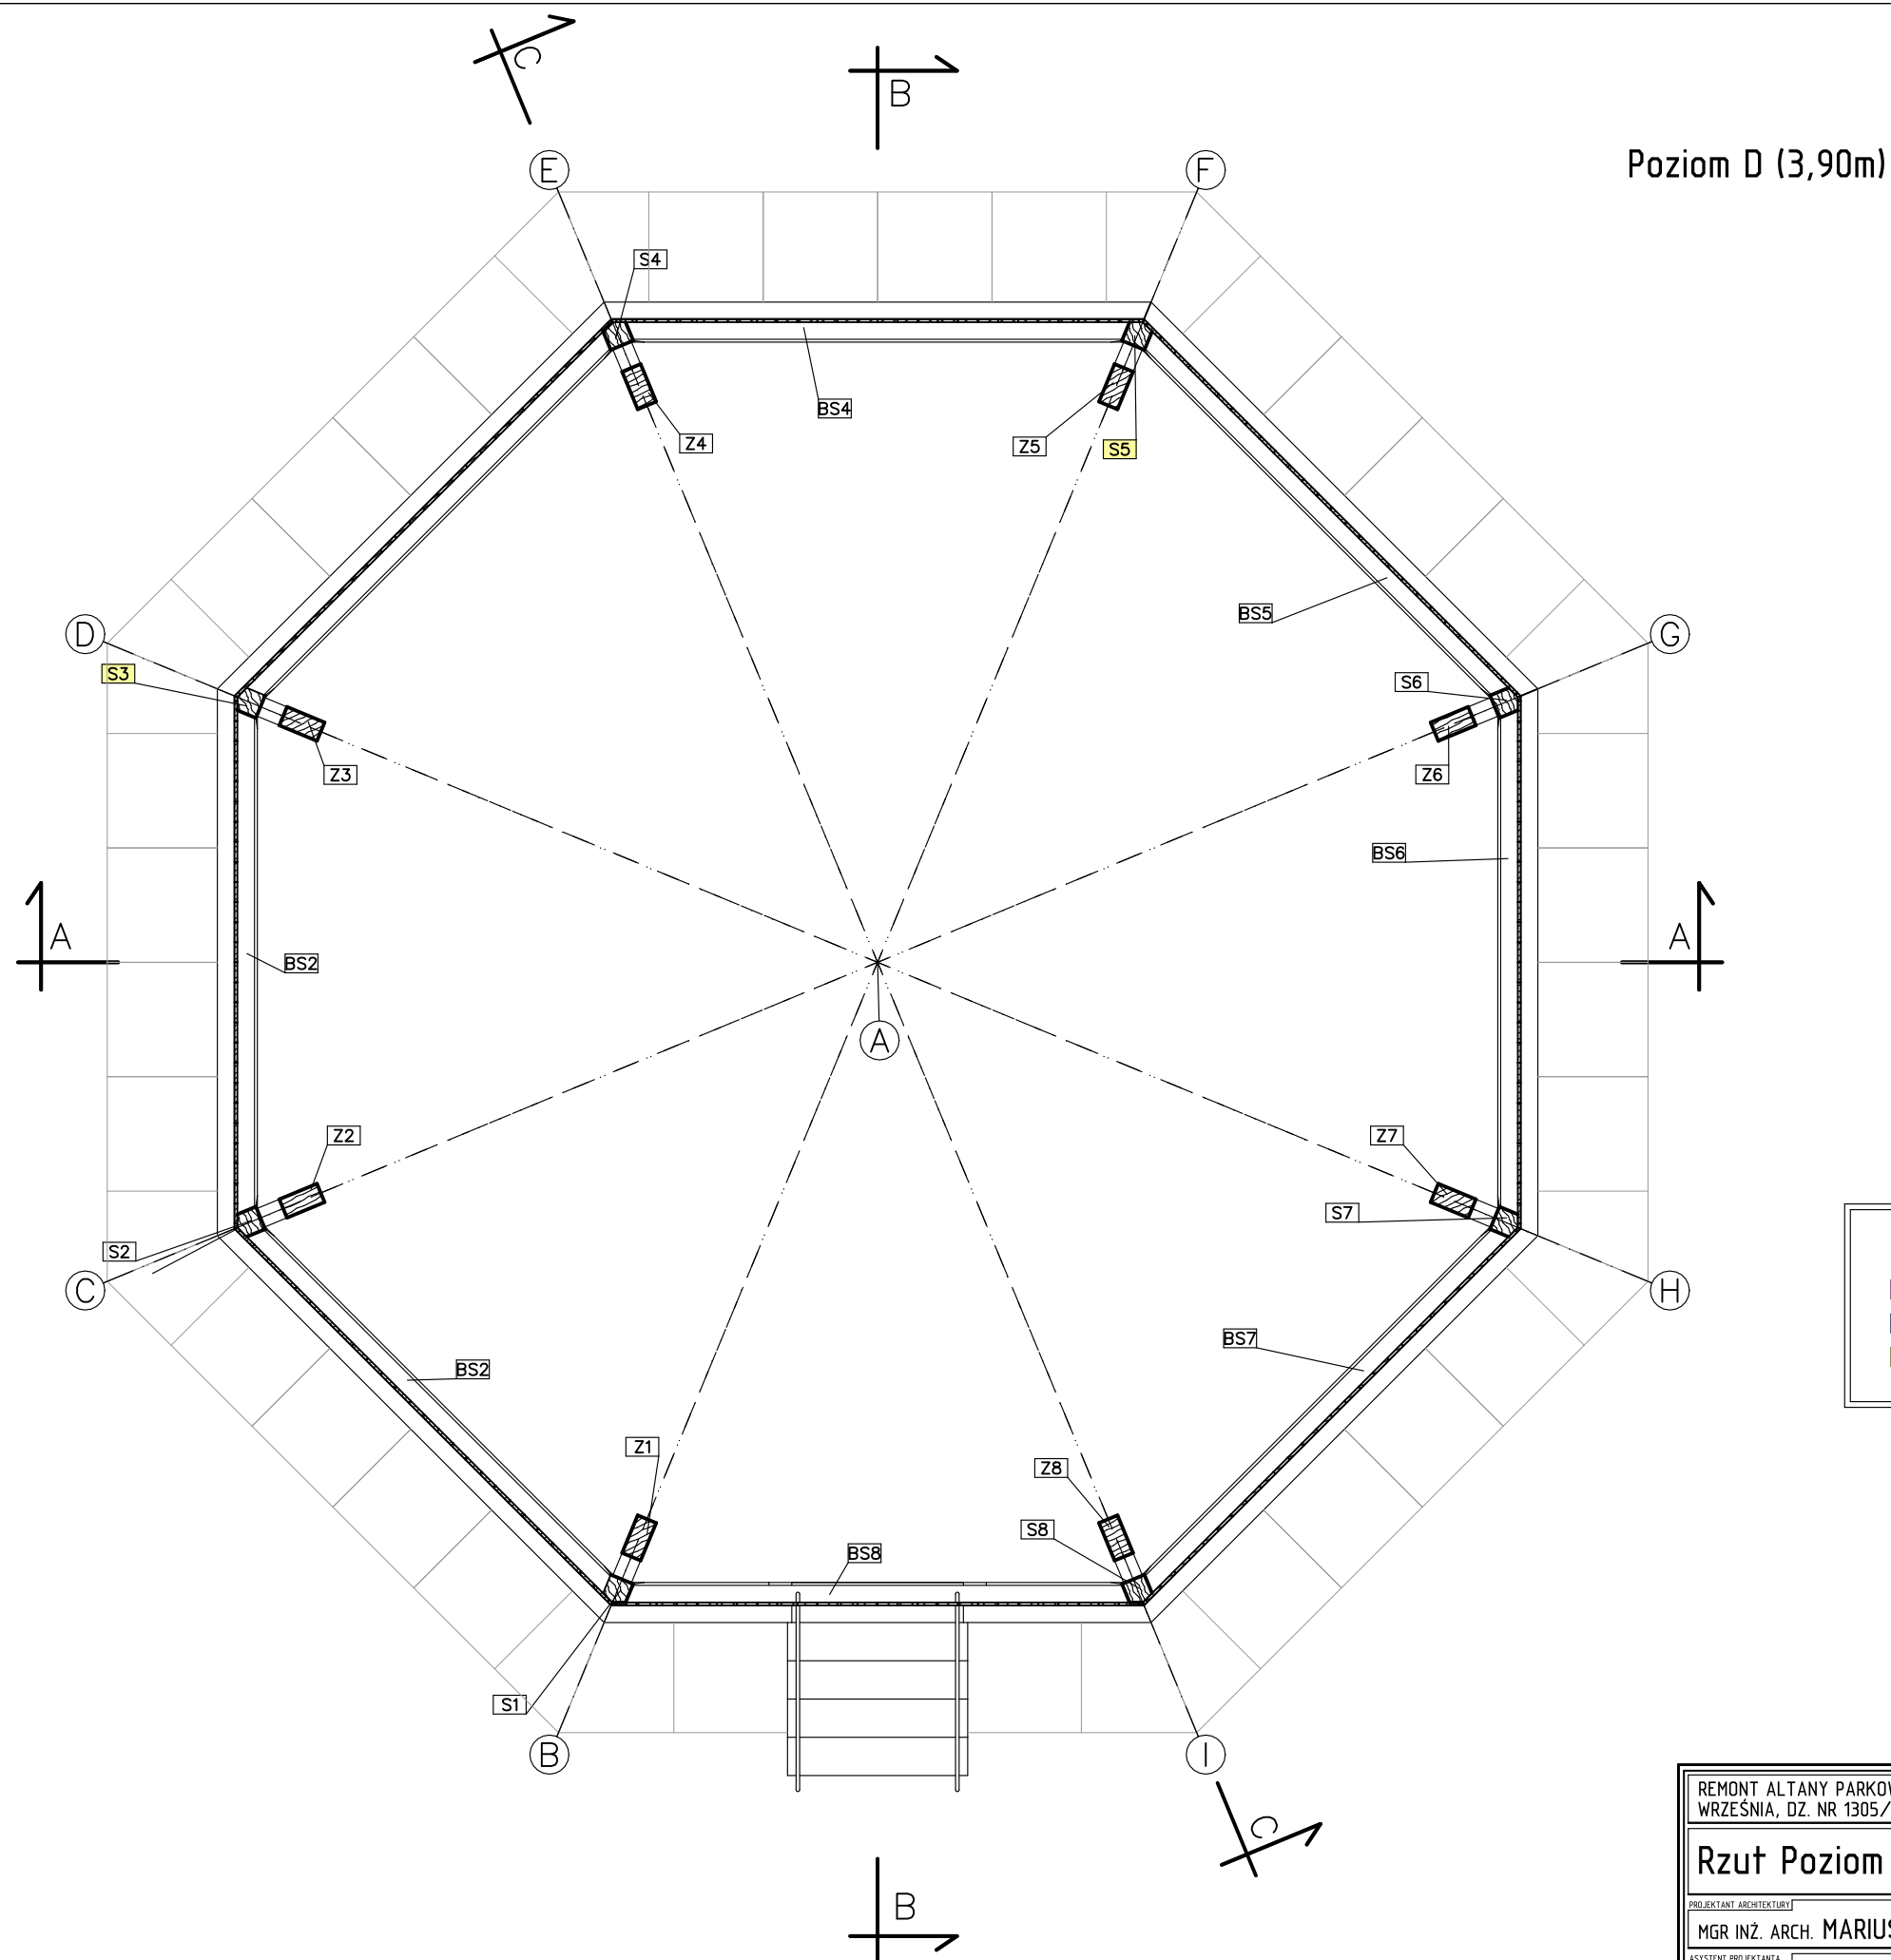 C
B
E
F
Poziom D (3,90m)
S4
BS4
Z4
Z5
S5
BS5
D
G
S3
S6
Z3
Z6
BS6
A
A
BS2
A
Z2
Z7
S7
S2
C
H
BS7
BS2
Z1
Z8
S8
BS8
S1
B
I
C
B
REMONT ALTANY
WRZEŚNIA, DZ. NR 1305/
Rzut Poziom
PROJEKTANT ARCHITEKTURY
MGR INŻ. ARCH.
ASYSTENT PROJEKTANTA